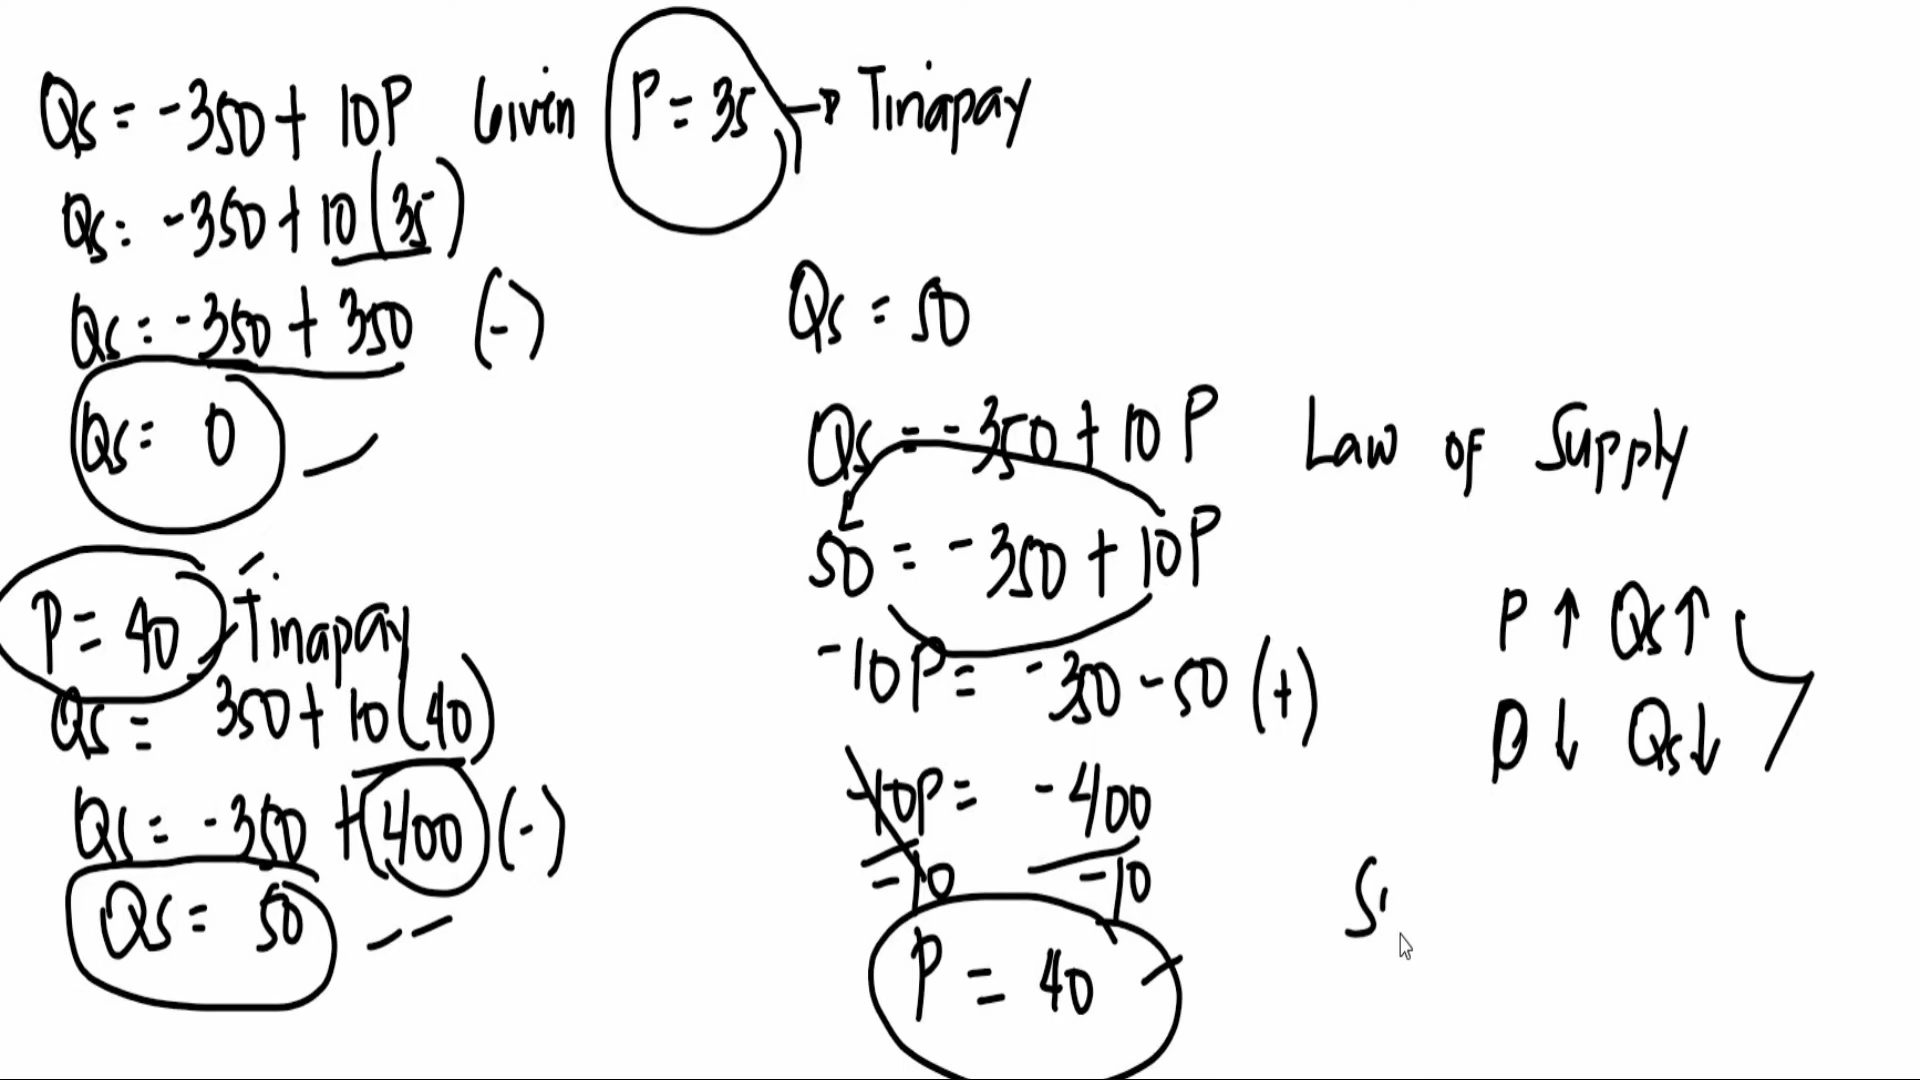 Qs = -350 + 10P Given P = 35 → Tinapay
Qs = -350 + 10(35)
Qs = -350 + 350 (-)
Qs = 0
P = 40 Tinapay
Qs = 350 + 10(40)
Qs = -350 + 400 (-)
Qs = 50
Qs = 50
Qs = -350 + 10P
50 = -350 + 10P
-10P = -350 - 50 (+)
-10P = -400
-10 -10
P = 40
Law of Supply
P ↑ Qs ↑
P ↓ Qs ↓